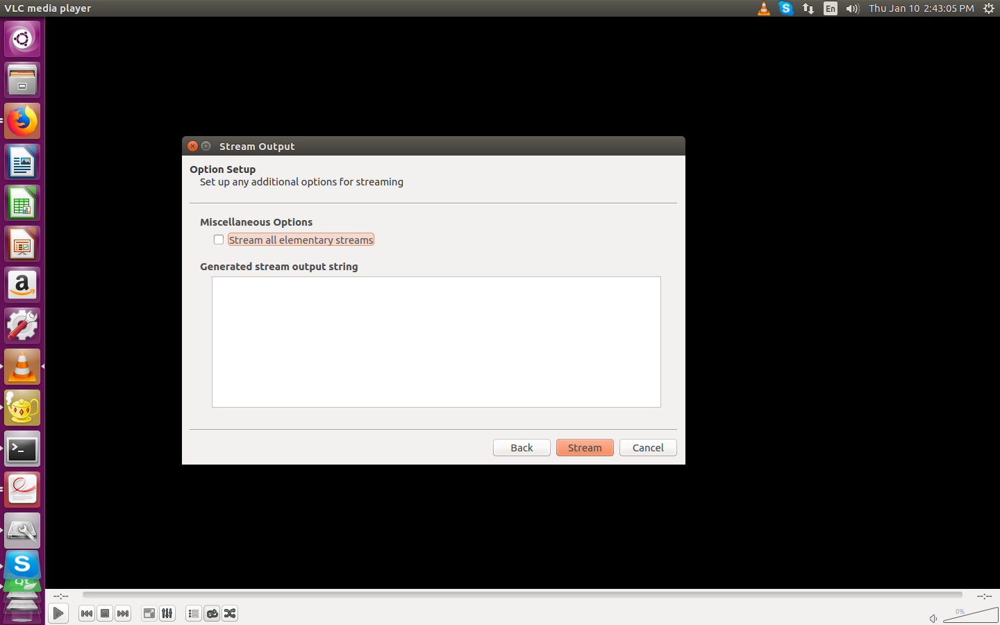 VLC media player
En
Thu Jan 10 2:43:05 PM
Stream Output
Option Setup
Set up any additional options for streaming
Miscellaneous Options
Stream all elementary streams
Generated stream output string
Back
Stream
Cancel
a
S
Qt
--:--
--:--
0%